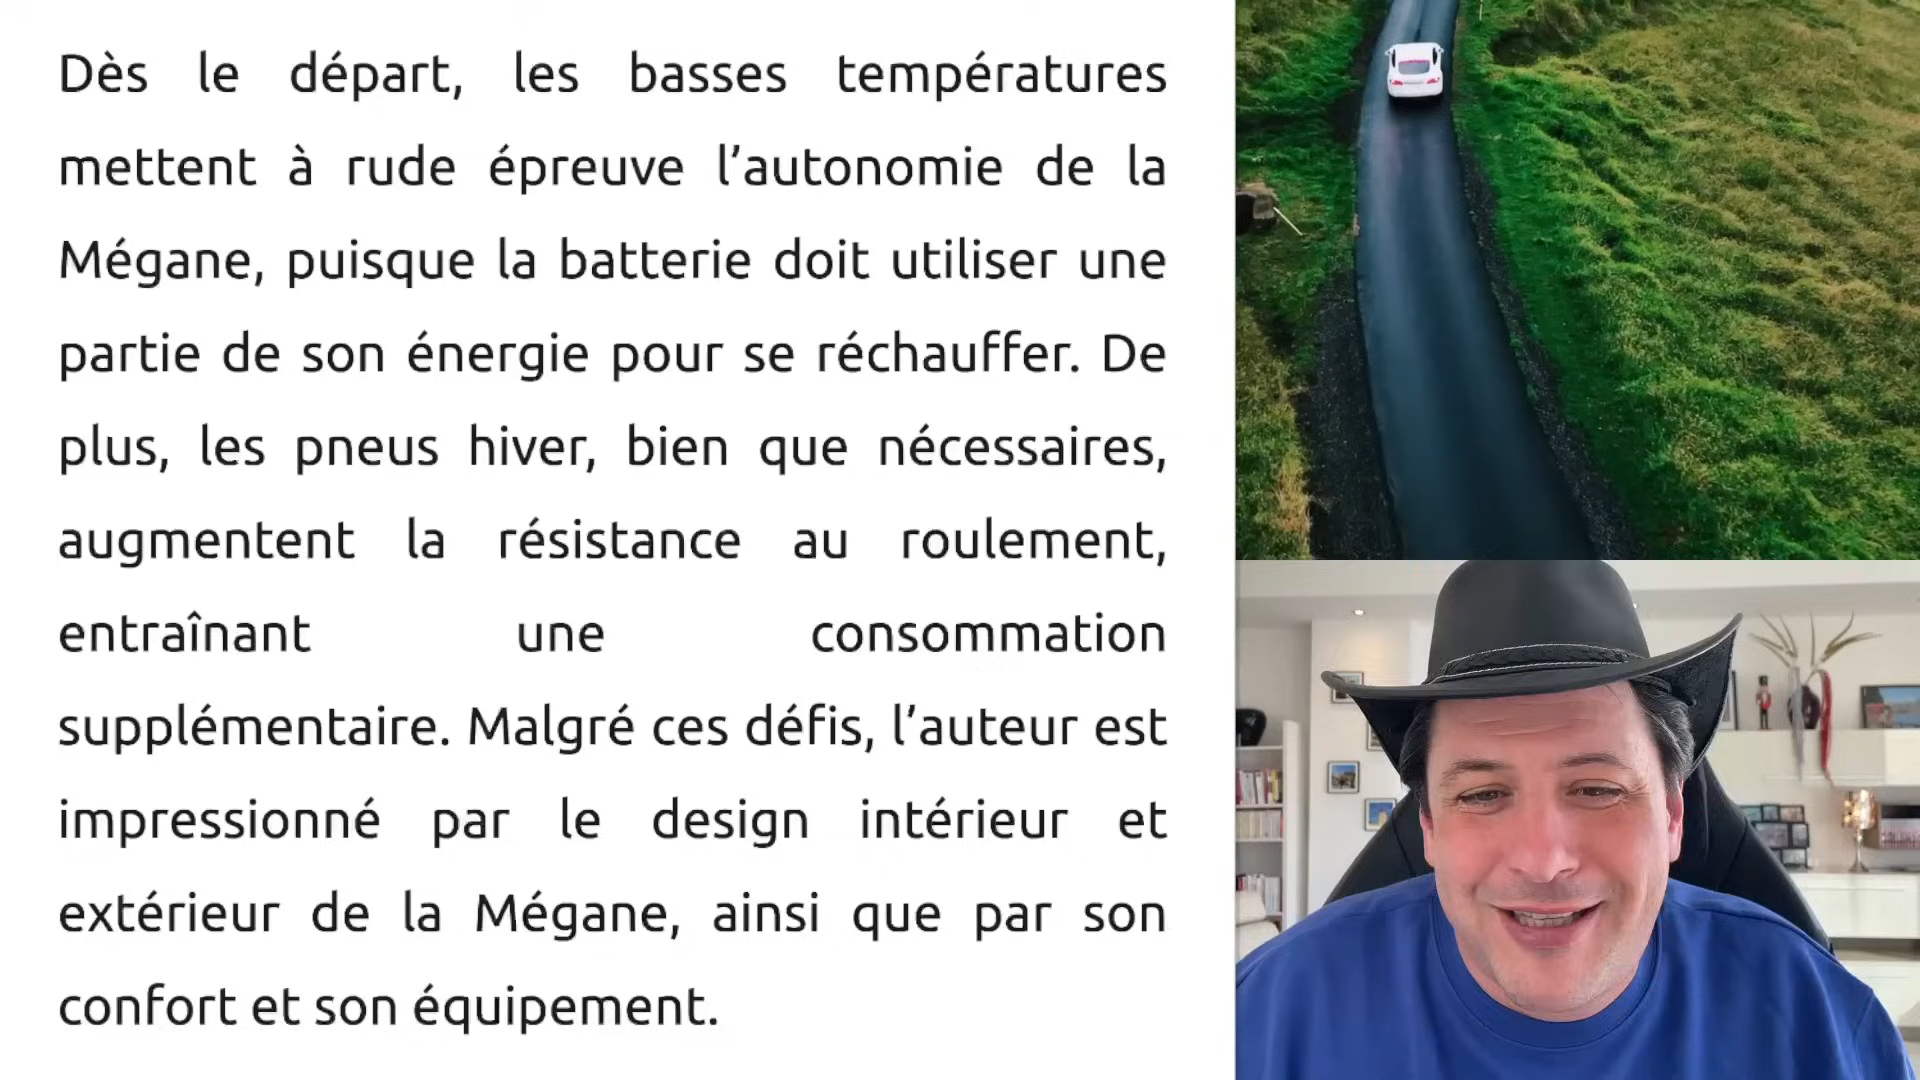 Dès le départ, les basses températures
mettent à rude épreuve l’autonomie de la
Mégane, puisque la batterie doit utiliser une
partie de son énergie pour se réchauffer. De
plus, les pneus hiver, bien que nécessaires,
augmentent la résistance au roulement,
entraînant une consommation
supplémentaire. Malgré ces défis, l’auteur est
impressionné par le design intérieur et
extérieur de la Mégane, ainsi que par son
confort et son équipement.